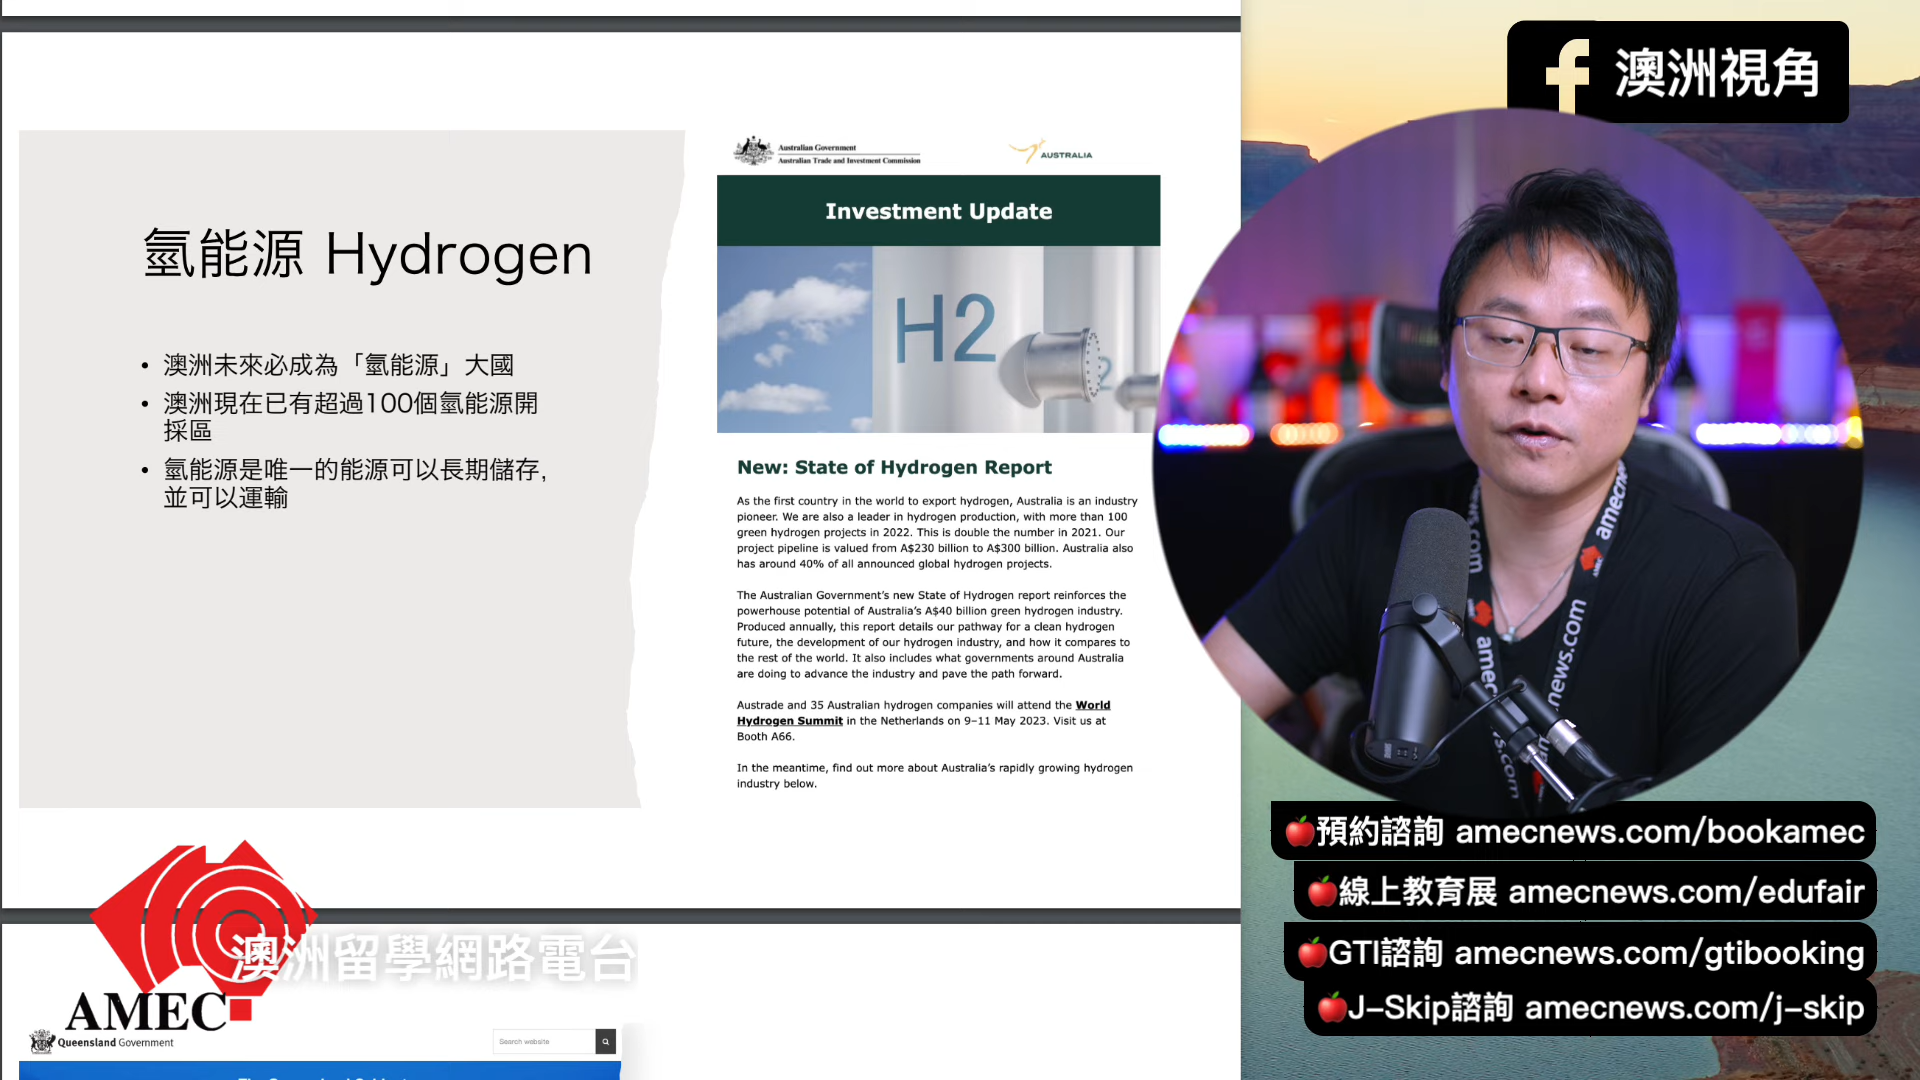 氫能源 Hydrogen
• 澳洲未來必成為「氫能源」大國
• 澳洲現在已有超過100個氫能源開
採區
• 氫能源是唯一的能源可以長期儲存,
並可以運輸
Australian Government
Australian Trade and Investment Commission
AUSTRALIA
Investment Update
H2
2
New: State of Hydrogen Report
As the first country in the world to export hydrogen, Australia is an industry
pioneer. We are also a leader in hydrogen production, with more than 100
green hydrogen projects in 2022. This is double the number in 2021. Our
project pipeline is valued from A$230 billion to A$300 billion. Australia also
has around 40% of all announced global hydrogen projects.
The Australian Government's new State of Hydrogen report reinforces the
powerhouse potential of Australia's A$40 billion green hydrogen industry.
Produced annually, this report details our pathway for a clean hydrogen
future, the development of our hydrogen industry, and how it compares to
the rest of the world. It also includes what governments around Australia
are doing to advance the industry and pave the path forward.
Austrade and 35 Australian hydrogen companies will attend the World
Hydrogen Summit in the Netherlands on 9–11 May 2023. Visit us at
Booth A66.
In the meantime, find out more about Australia's rapidly growing hydrogen
industry below.
澳洲留學網路電台
AMEC
Queensland Government
Search website
澳洲視角
amecnews.com
預約諮詢 amecnews.com/bookamec
線上教育展 amecnews.com/edufair
GTI諮詢 amecnews.com/gtibooking
J-Skip諮詢 amecnews.com/j-skip